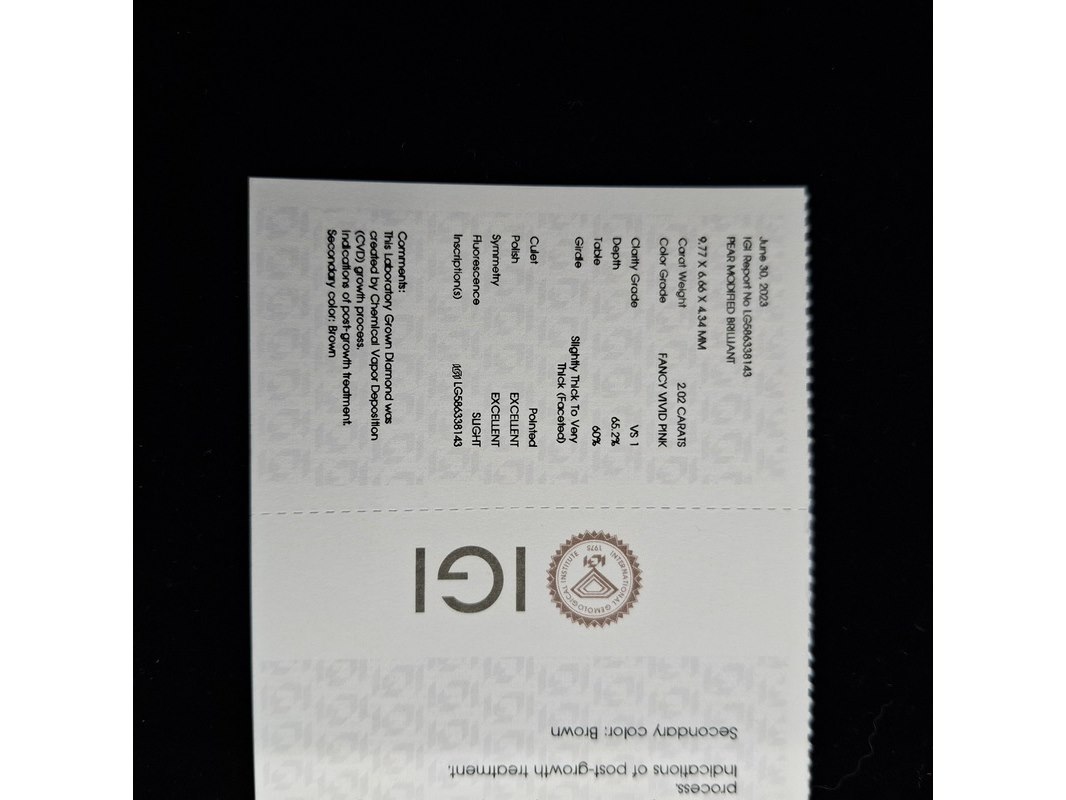 June 30, 2023
IGI Report No LG586338143
PEAR MODIFIED BRILLIANT
9.77 X 6.66 X 4.34 MM
Carat Weight 2.02 CARATS
Color Grade FANCY VIVID PINK
Clarity Grade VS 1
Depth 65.2%
Table 60%
Girdle Slightly Thick To Very
Thick (Faceted)
Culet Pointed
Polish EXCELLENT
Symmetry EXCELLENT
Fluorescence SLIGHT
Inscription(s) IGI LG586338143
Comments:
This Laboratory Grown Diamond was
created by Chemical Vapor Deposition
(CVD) growth process.
Indications of post-growth treatment.
Secondary color: Brown
IGI
INTERNATIONAL GEMOLOGICAL INSTITUTE
1975
process.
Indications of post-growth treatment.
Secondary color: Brown